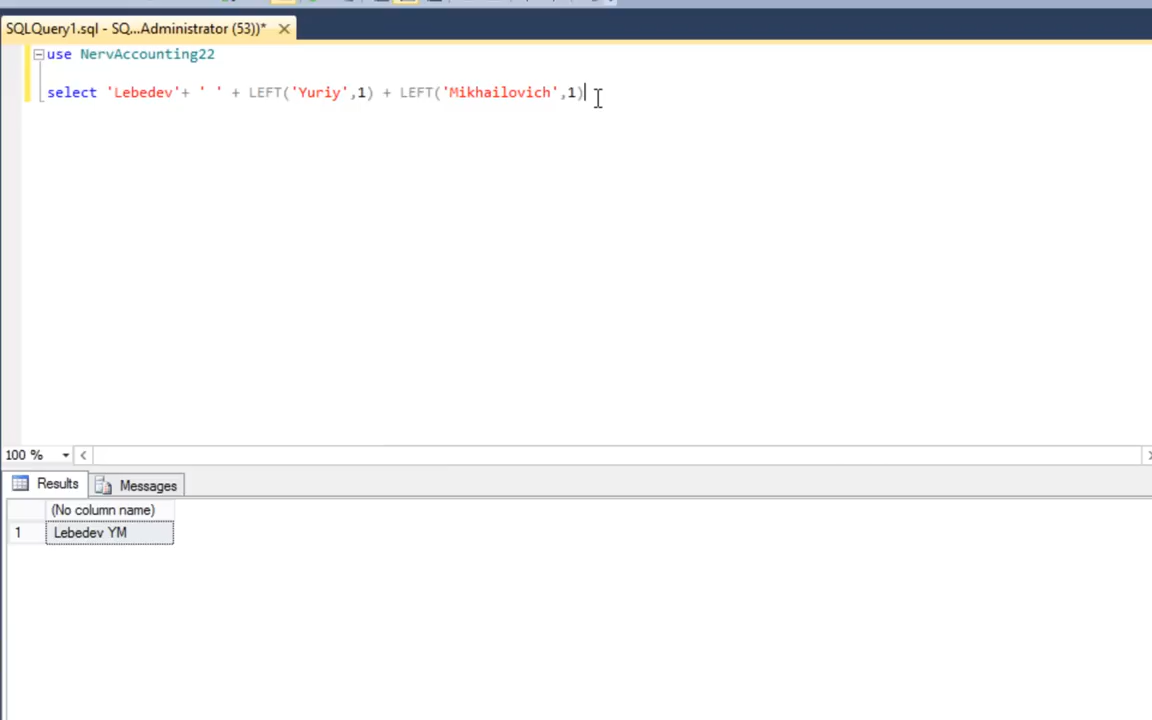 SQLQuery1.sql - SQ...Administrator (53))*
use NervAccounting22
select 'Lebedev'+ ' ' + LEFT('Yuriy',1) + LEFT('Mikhailovich',1)
100 %
Results Messages
(No column name)
1 Lebedev YM